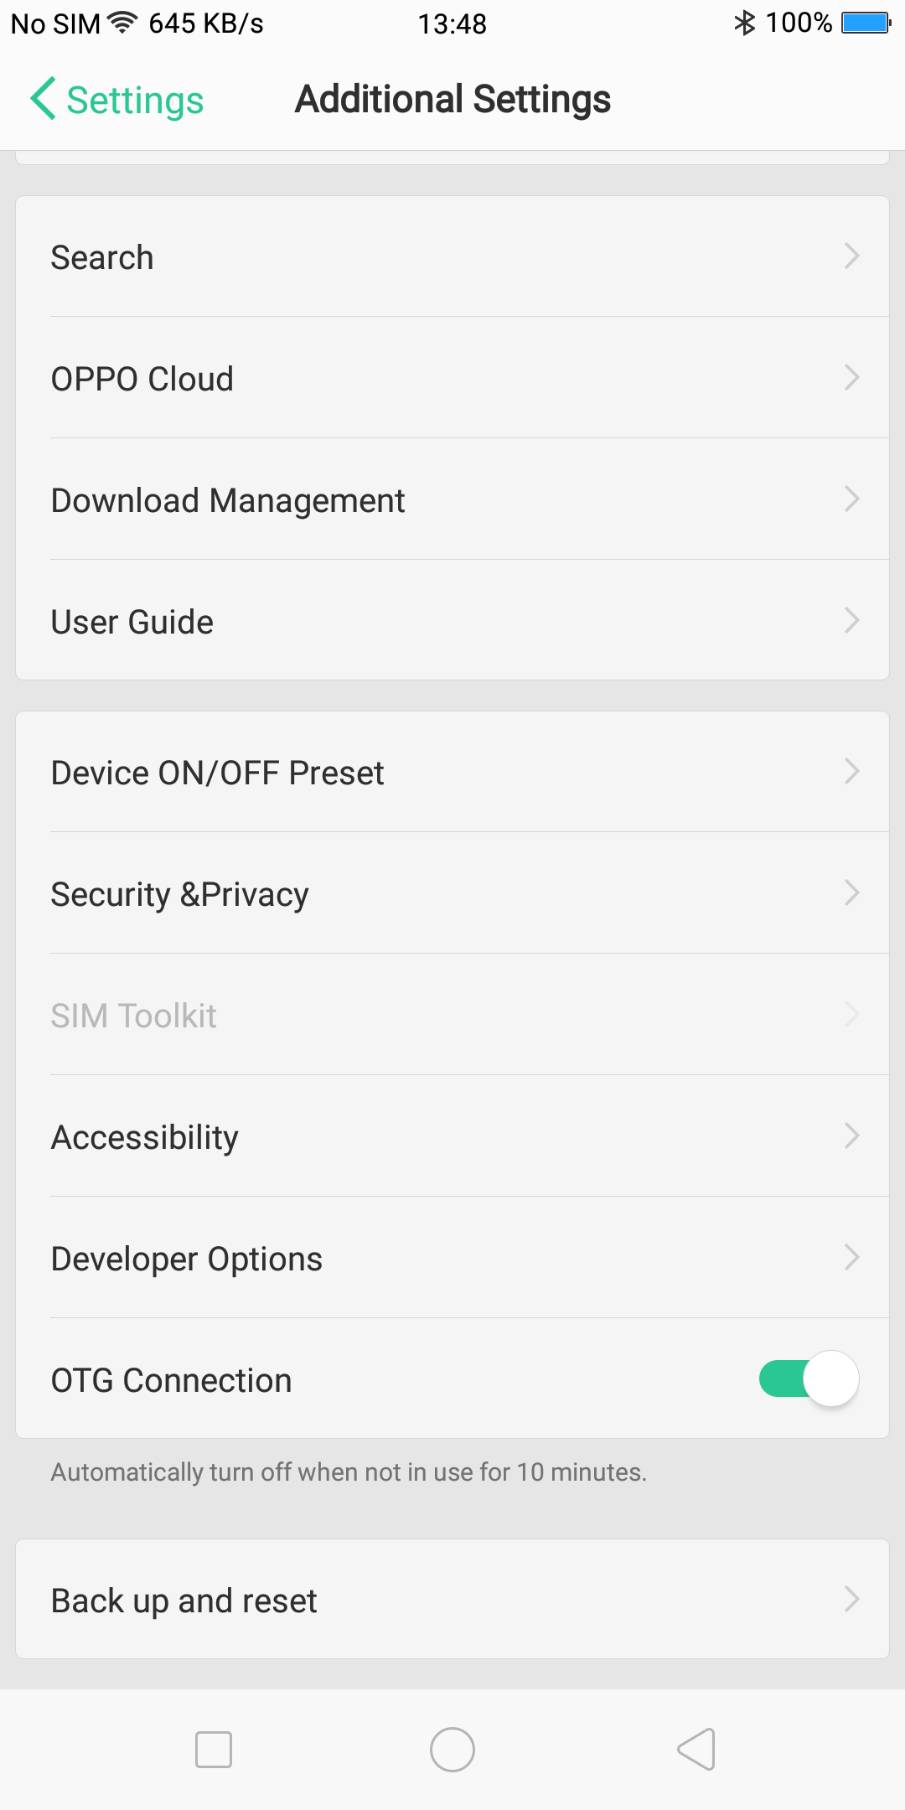 No SIM 645 KB/s 13:48 100%
Settings Additional Settings
Search
OPPO Cloud
Download Management
User Guide
Device ON/OFF Preset
Security &Privacy
SIM Toolkit
Accessibility
Developer Options
OTG Connection
Automatically turn off when not in use for 10 minutes.
Back up and reset